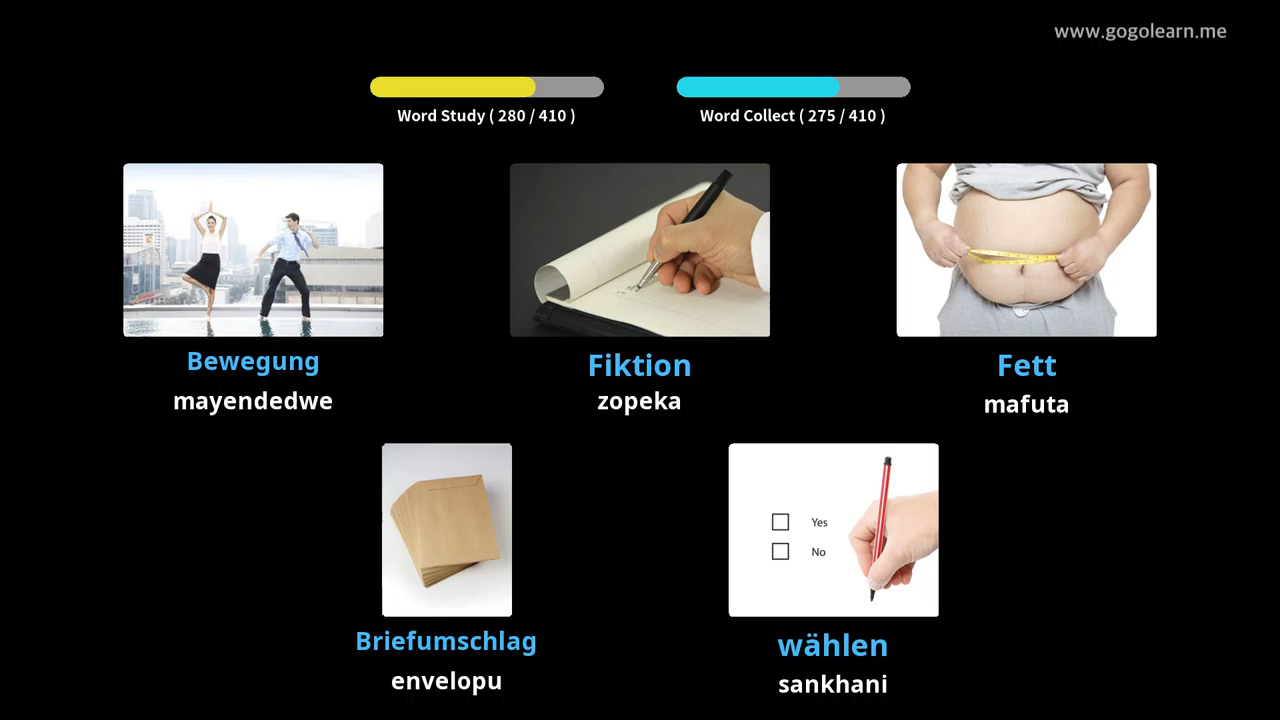 www.gogolearn.me
Word Study ( 280 / 410 )
Word Collect ( 275 / 410 )
Bewegung
mayendedwe
Fiktion
zopeka
Fett
mafuta
Yes
No
Briefumschlag
envelopu
wählen
sankhani